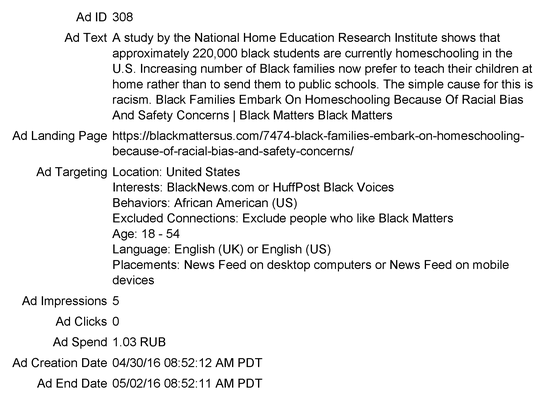 Ad ID 308
Ad Text A study by the National Home Education Research Institute shows that
approximately 220,000 black students are currently homeschooling in the
U.S. Increasing number of Black families now prefer to teach their children at
home rather than to send them to public schools. The simple cause for this is
racism. Black Families Embark On Homeschooling Because Of Racial Bias
And Safety Concerns | Black Matters Black Matters
Ad Landing Page https://blackmattersus.com/7474-black-families-embark-on-homeschooling-
because-of-racial-bias-and-safety-concerns/
Ad Targeting Location: United States
Interests: BlackNews.com or HuffPost Black Voices
Behaviors: African American (US)
Excluded Connections: Exclude people who like Black Matters
Age: 18 - 54
Language: English (UK) or English (US)
Placements: News Feed on desktop computers or News Feed on mobile
devices
Ad Impressions 5
Ad Clicks 0
Ad Spend 1.03 RUB
Ad Creation Date 04/30/16 08:52:12 AM PDT
Ad End Date 05/02/16 08:52:11 AM PDT